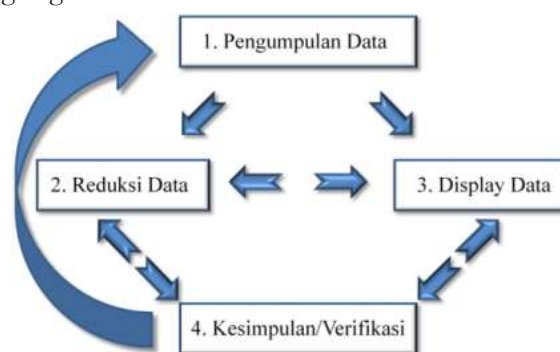 1. Pengumpulan Data
2. Reduksi Data
3. Display Data
4. Kesimpulan/Verifikasi